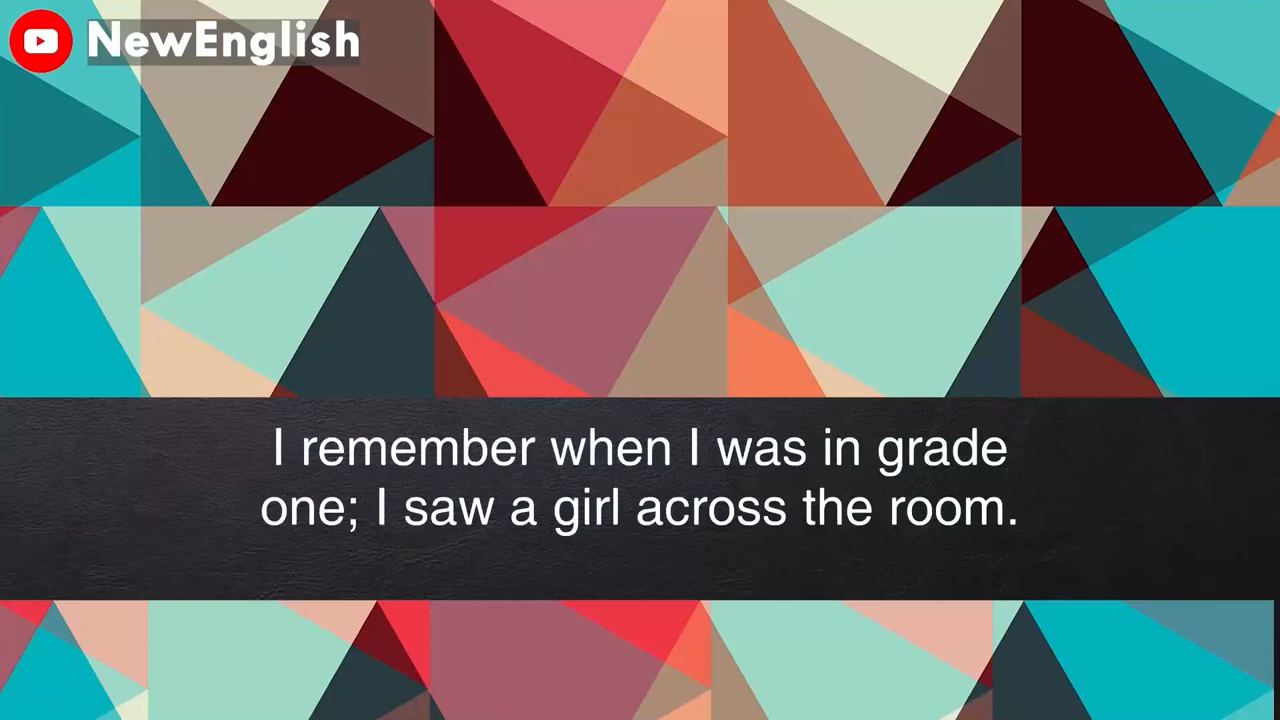 NewEnglish
I remember when I was in grade
one; I saw a girl across the room.